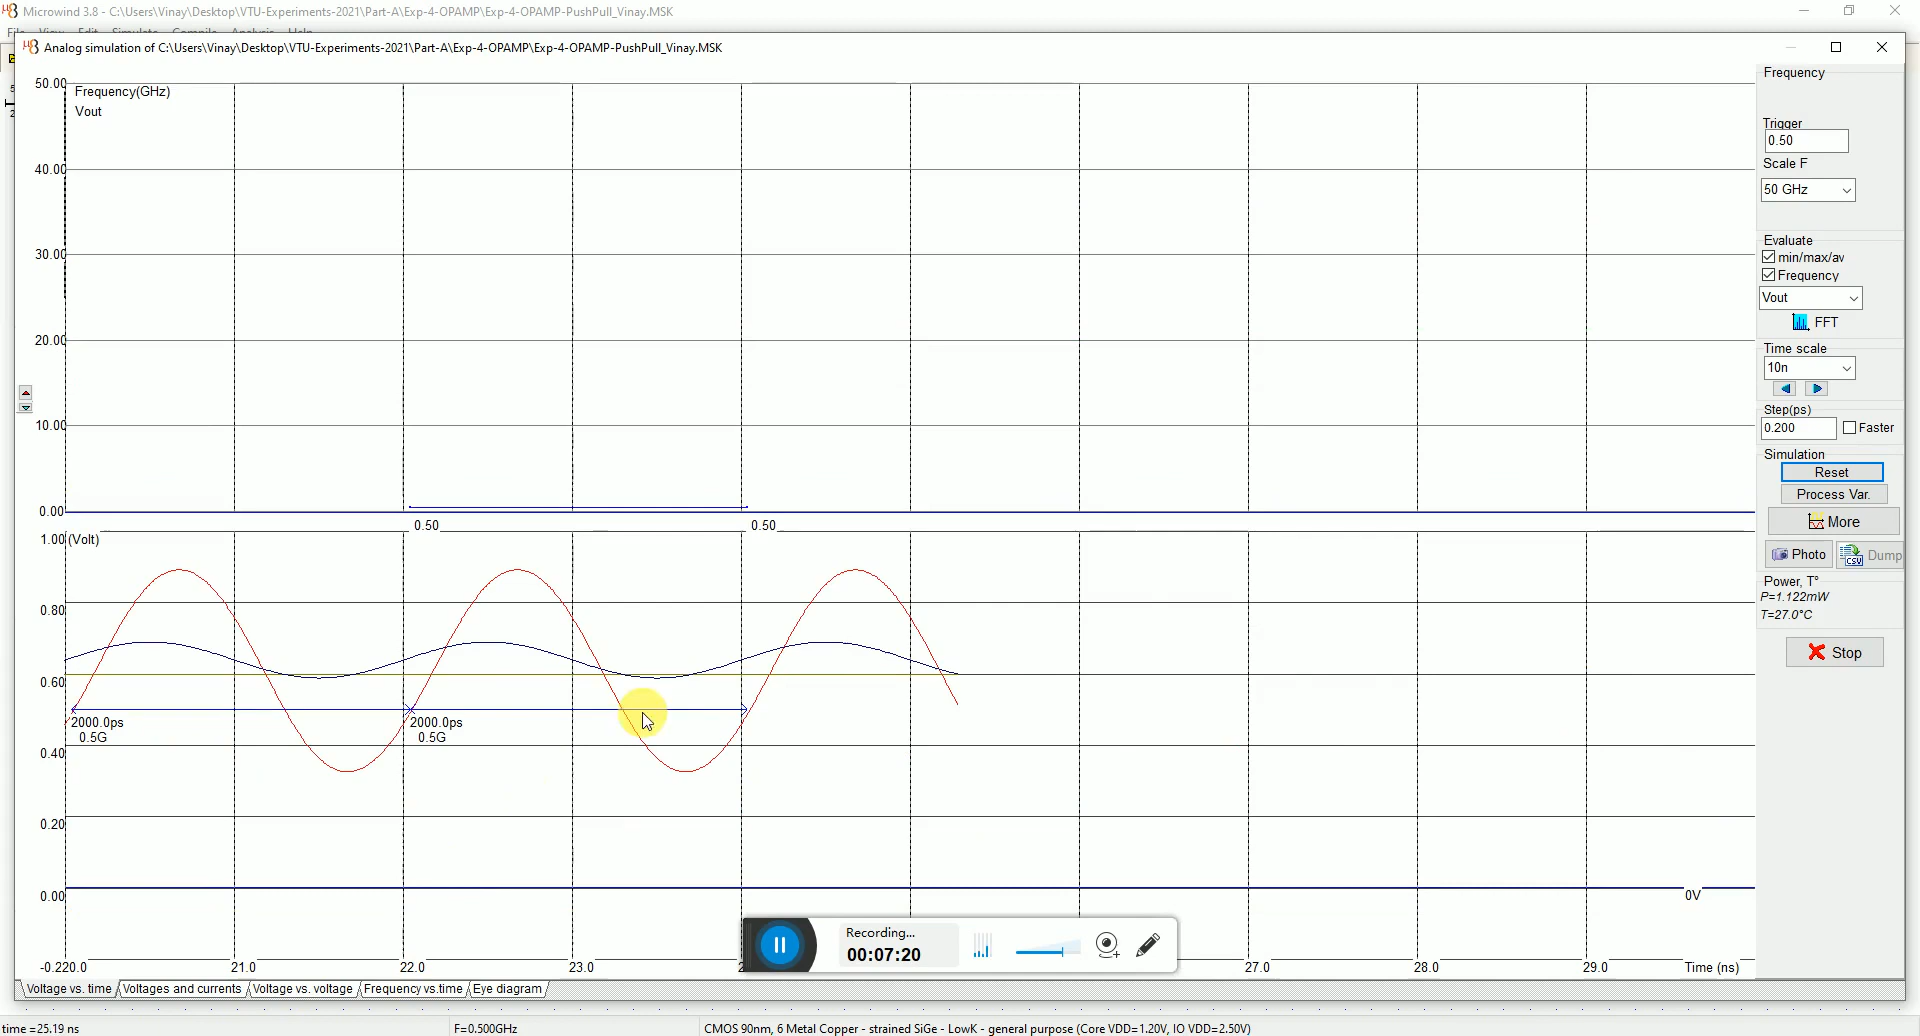 Microwind 3.8 - C:\Users\Vinay\Desktop\VTU-Experiments-2021\Part-A\Exp-4-OPAMP\Exp-4-OPAMP-PushPull_Vinay.MSK
Analog simulation of C:\Users\Vinay\Desktop\VTU-Experiments-2021\Part-A\Exp-4-OPAMP\Exp-4-OPAMP-PushPull_Vinay.MSK
50.00
Frequency(GHz)
Vout
40.00
30.00
20.00
10.00
0.00
0.50 0.50
1.00 (Volt)
0.80
0.60
2000.0ps 2000.0ps
0.5G 0.5G
0.40
0.20
0.00
0V
-0.220.0 21.0 22.0 23.0 27.0 28.0 29.0 Time (ns)
Frequency
Trigger
0.50
Scale F
50 GHz
Evaluate
min/max/av
Frequency
Vout
FFT
Time scale
10n
Step(ps)
0.200 Faster
Simulation
Reset
Process Var.
More
Photo CSV Dump
Power, T°
P=1.122mW
T=27.0°C
Stop
Recording...
00:07:20
Voltage vs. time Voltages and currents Voltage vs. voltage Frequency vs.time Eye diagram
time =25.19 ns F=0.500GHz CMOS 90nm, 6 Metal Copper - strained SiGe - LowK - general purpose (Core VDD=1.20V, IO VDD=2.50V)